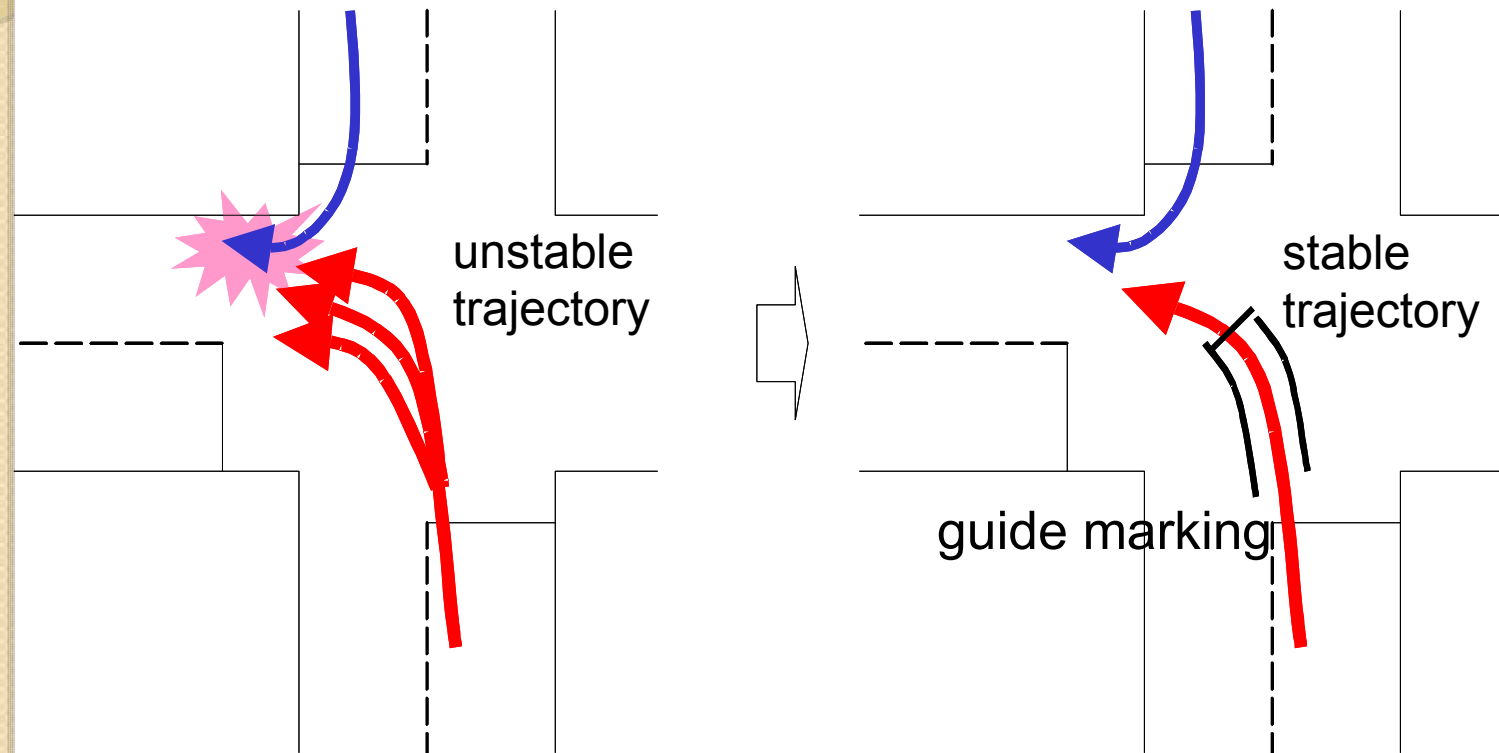 unstable
trajectory
stable
trajectory
guide marking